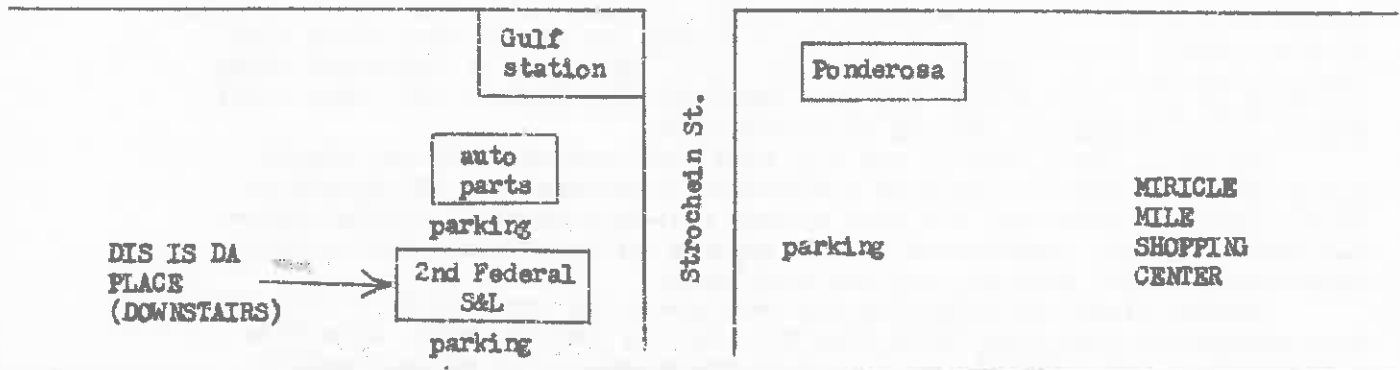 Gulf
station
Ponderosa
Strochein St.
auto
parts
parking
MIRICLE
MILE
SHOPPING
CENTER
parking
DIS IS DA
PLACE
(DOWNSTAIRS)
2nd Federal
S&L
parking